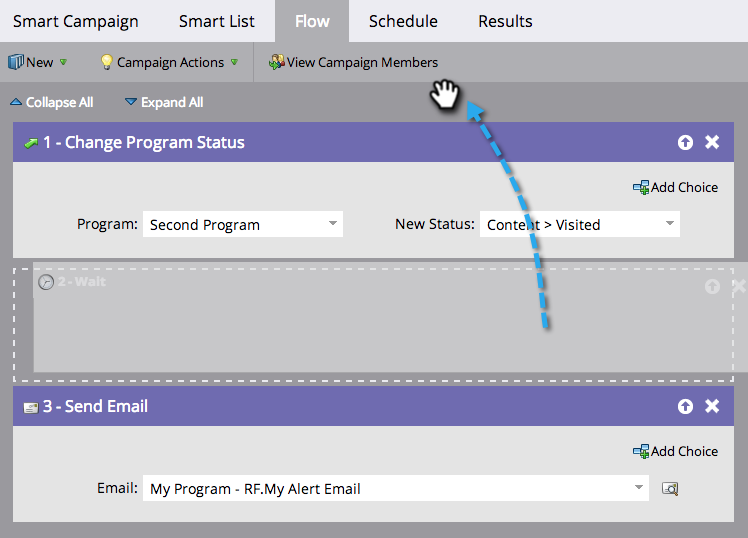 Smart Campaign Smart List Flow Schedule Results
New Campaign Actions View Campaign Members
Collapse All Expand All
1 - Change Program Status
Add Choice
Program: Second Program New Status: Content > Visited
2 - Wait
3 - Send Email
Add Choice
Email: My Program - RF.My Alert Email